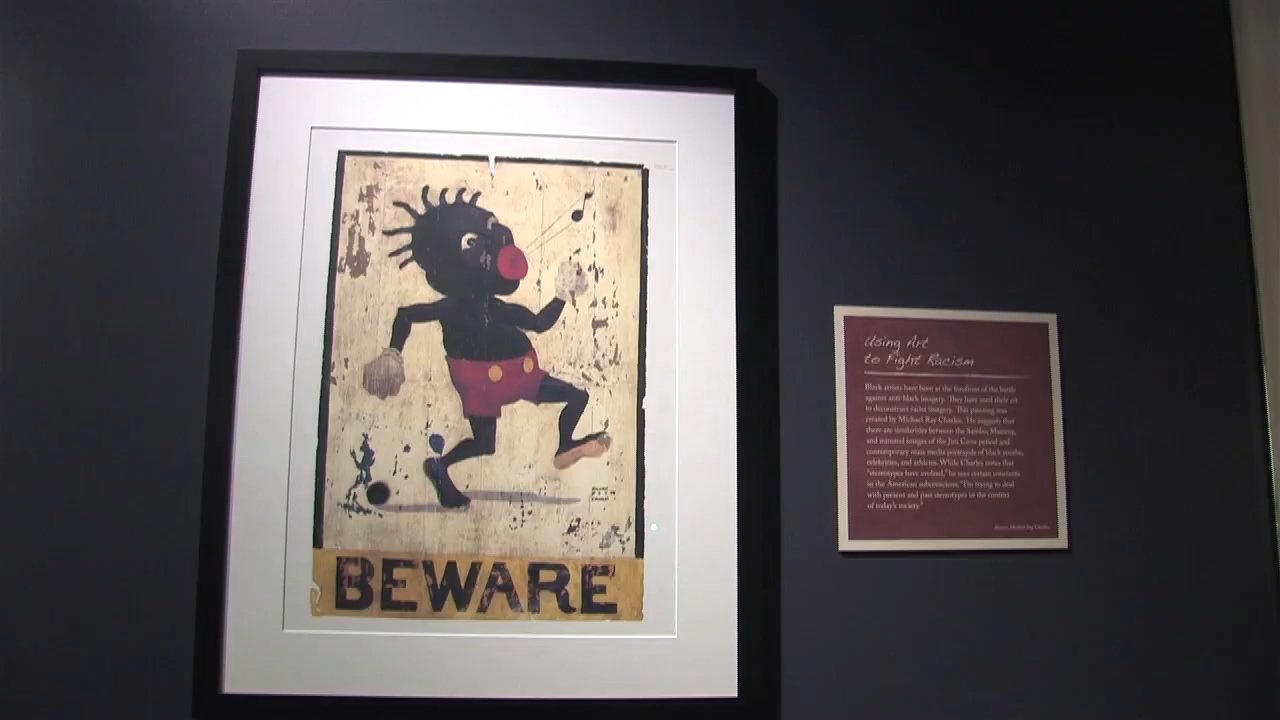 BEWARE
Using Art
to Fight Racism
Black artists have been at the forefront of the battle
against anti-black imagery. They have used their art
to deconstruct racist imagery. This painting was
created by Michael Ray Charles. He suggests that
there are similarities between the Sambo, Mammy,
and minstrel images of the Jim Crow period and
contemporary mass media portrayals of black youths,
celebrities, and athletes. While Charles notes that
"stereotypes have evolved," he sees certain constants
in the American subconscious. "I'm trying to deal
with present and past stereotypes in the context
of today's society."
Michael Ray Charles